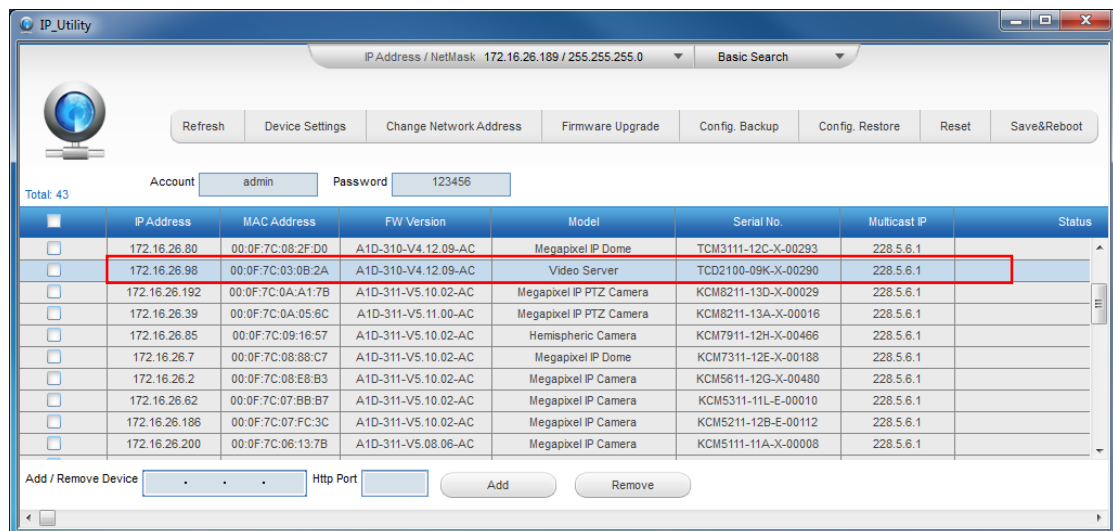 IP_Utility
IP Address / NetMask 172.16.26.189 / 255.255.255.0 Basic Search
Refresh Device Settings Change Network Address Firmware Upgrade Config. Backup Config. Restore Reset Save&Reboot
Account admin Password 123456
Total: 43
IP Address MAC Address FW Version Model Serial No. Multicast IP Status
172.16.26.80 00:0F:7C:08:2F:D0 A1D-310-V4.12.09-AC Megapixel IP Dome TCM3111-12C-X-00293 228.5.6.1
172.16.26.98 00:0F:7C:03:0B:2A A1D-310-V4.12.09-AC Video Server TCD2100-09K-X-00290 228.5.6.1
172.16.26.192 00:0F:7C:0A:A1:7B A1D-311-V5.10.02-AC Megapixel IP PTZ Camera KCM8211-13D-X-00029 228.5.6.1
172.16.26.39 00:0F:7C:0A:05:6C A1D-311-V5.11.00-AC Megapixel IP PTZ Camera KCM8211-13A-X-00016 228.5.6.1
172.16.26.85 00:0F:7C:09:16:57 A1D-311-V5.10.02-AC Hemispheric Camera KCM7911-12H-X-00466 228.5.6.1
172.16.26.7 00:0F:7C:08:88:C7 A1D-311-V5.10.02-AC Megapixel IP Dome KCM7311-12E-X-00188 228.5.6.1
172.16.26.2 00:0F:7C:08:E8:B3 A1D-311-V5.10.02-AC Megapixel IP Camera KCM5611-12G-X-00480 228.5.6.1
172.16.26.62 00:0F:7C:07:BB:B7 A1D-311-V5.10.02-AC Megapixel IP Camera KCM5311-11L-E-00010 228.5.6.1
172.16.26.186 00:0F:7C:07:FC:3C A1D-311-V5.10.02-AC Megapixel IP Camera KCM5211-12B-E-00112 228.5.6.1
172.16.26.200 00:0F:7C:06:13:7B A1D-311-V5.08.06-AC Megapixel IP Camera KCM5111-11A-X-00008 228.5.6.1
Add / Remove Device . . . Http Port Add Remove